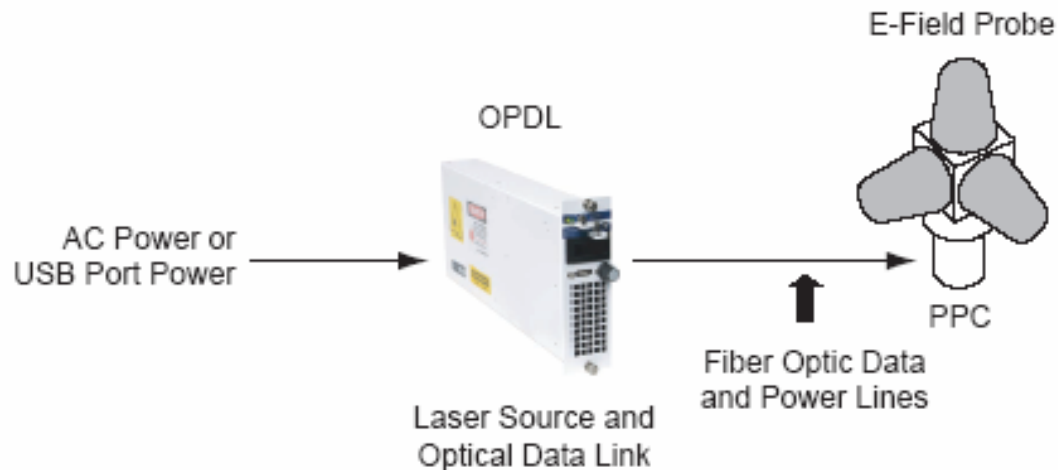 E-Field Probe
OPDL
AC Power or
USB Port Power
PPC
Fiber Optic Data
and Power Lines
Laser Source and
Optical Data Link